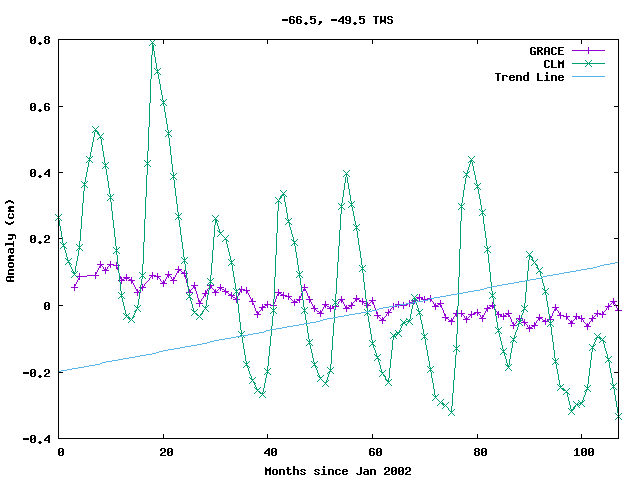 -66.5, -49.5 TWS
GRACE
CLM
Trend Line
0.8
0.6
0.4
0.2
0
-0.2
-0.4
Anomaly (cm)
0 20 40 60 80 100
Months since Jan 2002